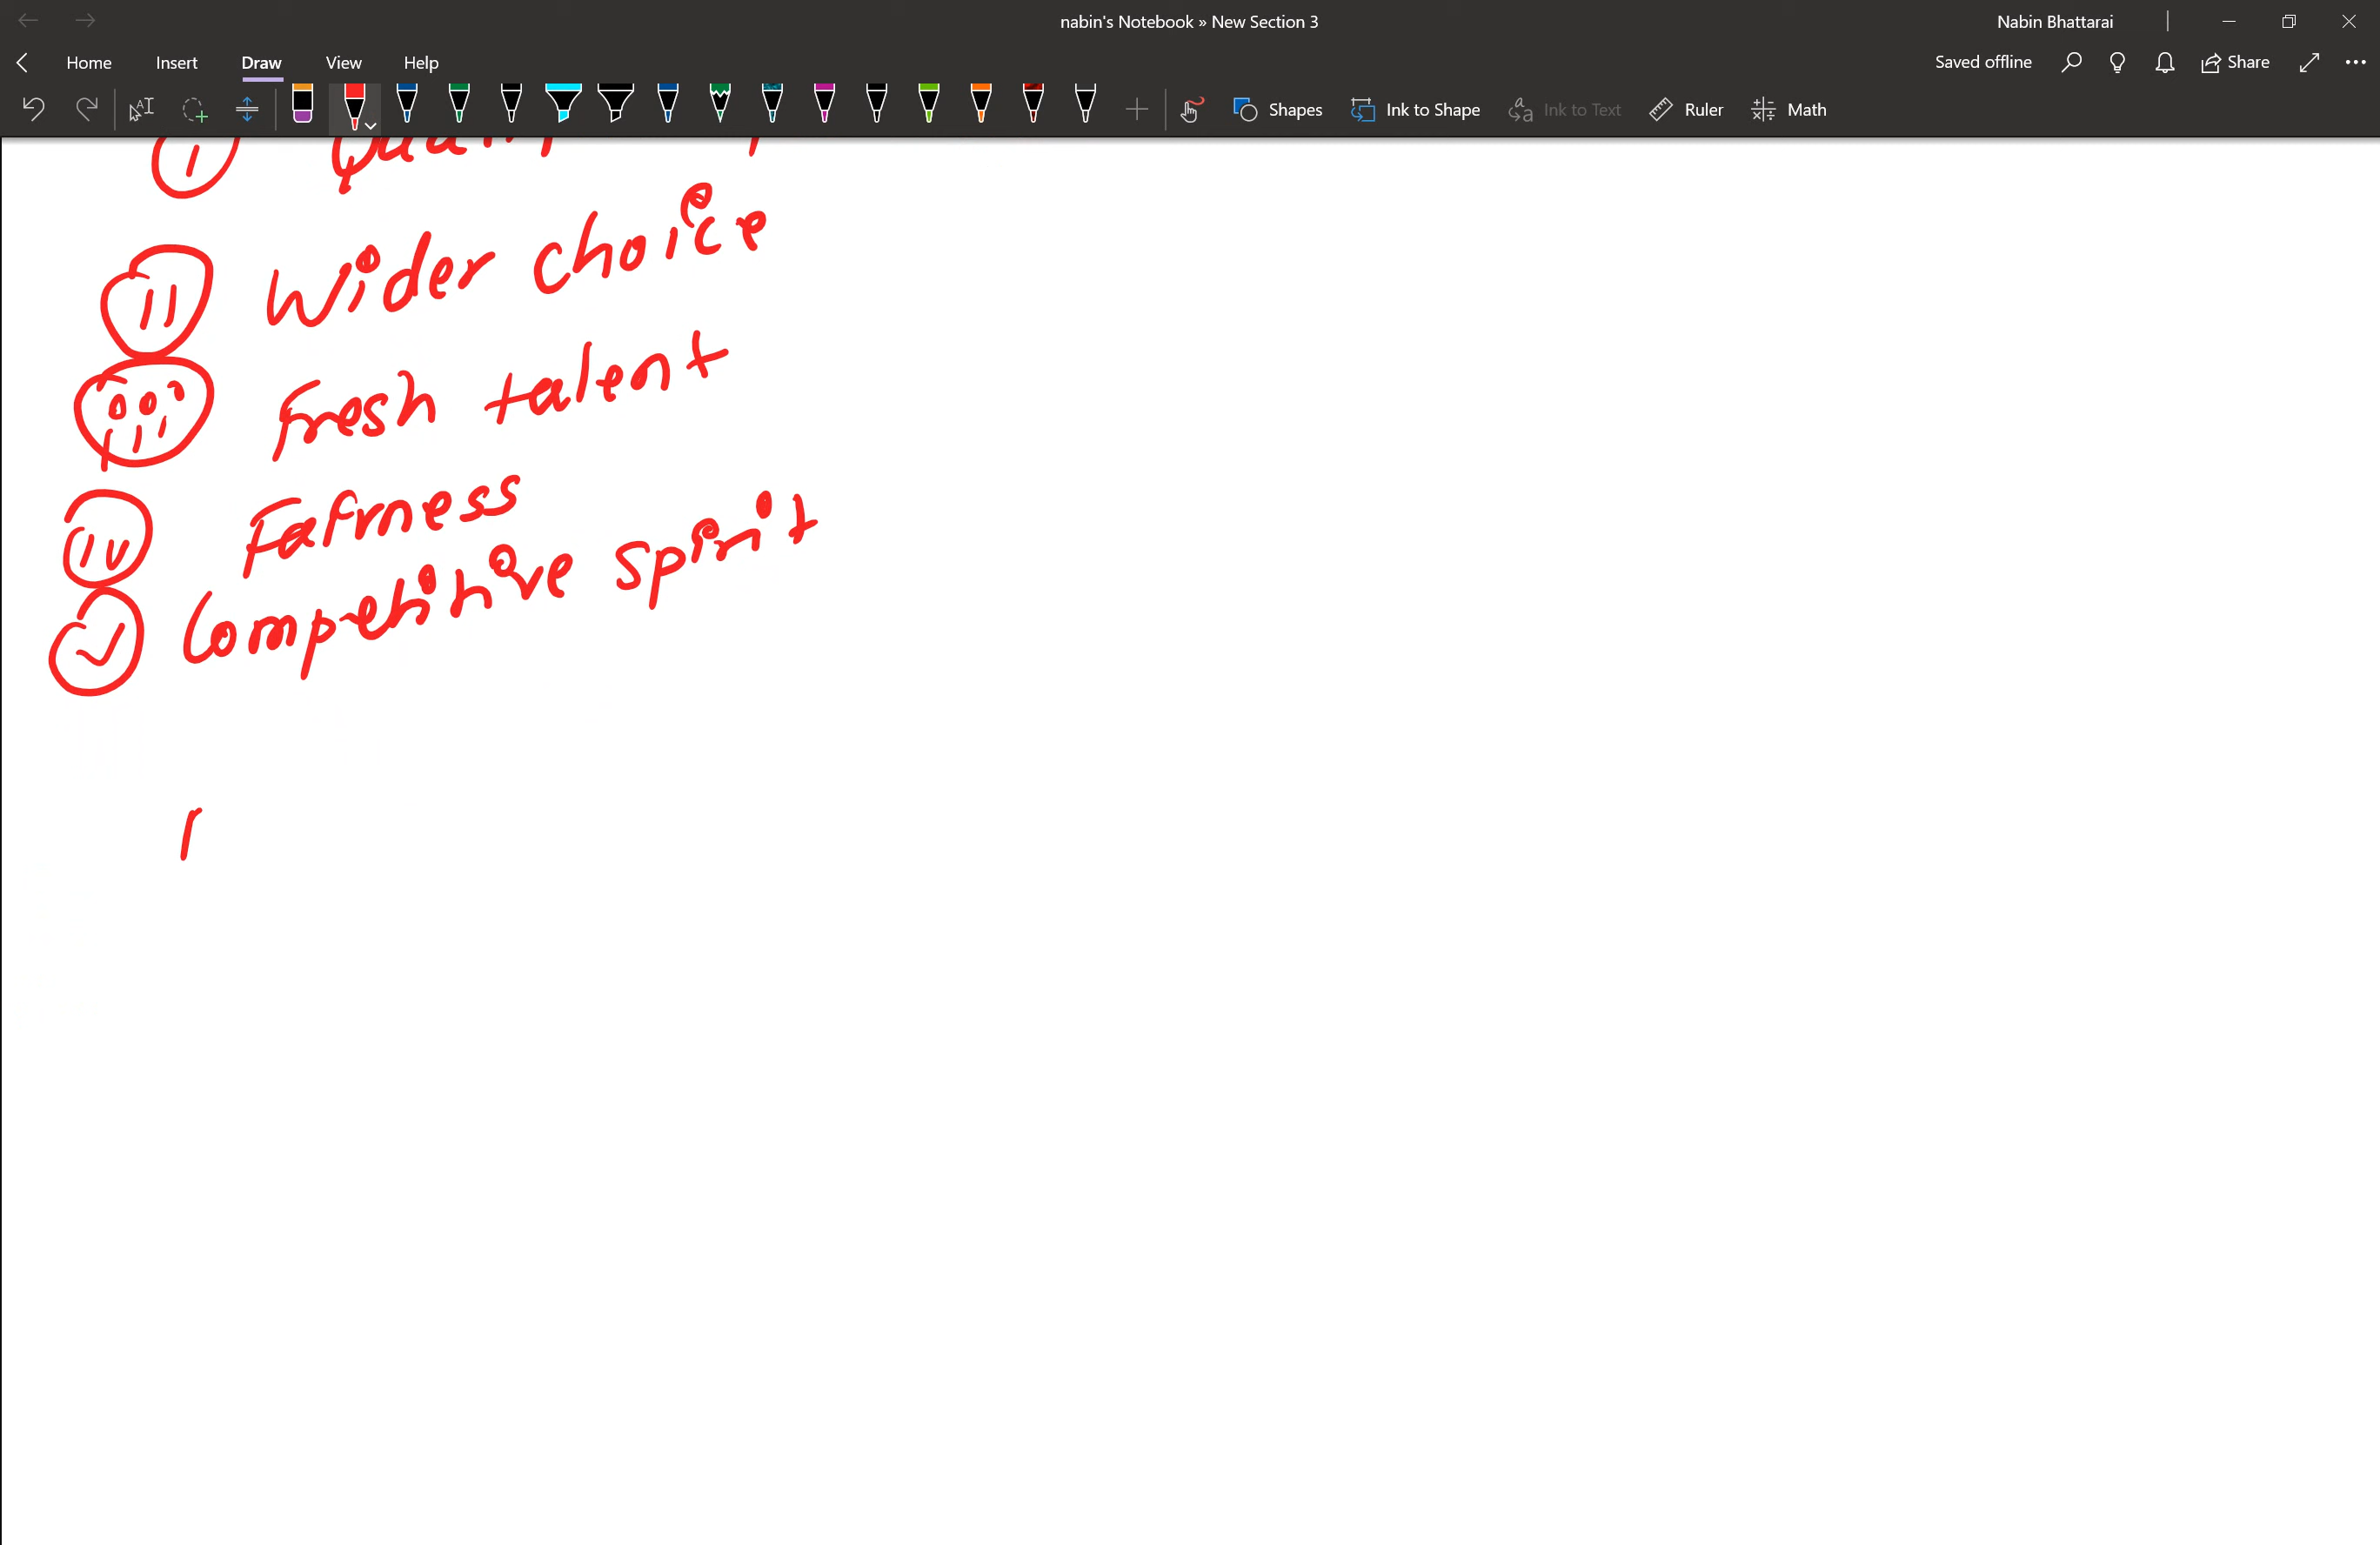 nabin's Notebook » New Section 3
Nabin Bhattarai
Home Insert Draw View Help
Saved offline Share
Shapes Ink to Shape Ink to Text Ruler Math
i
ii Wider choice
iii Fresh talent
iv Fairness
v Competitive spirit